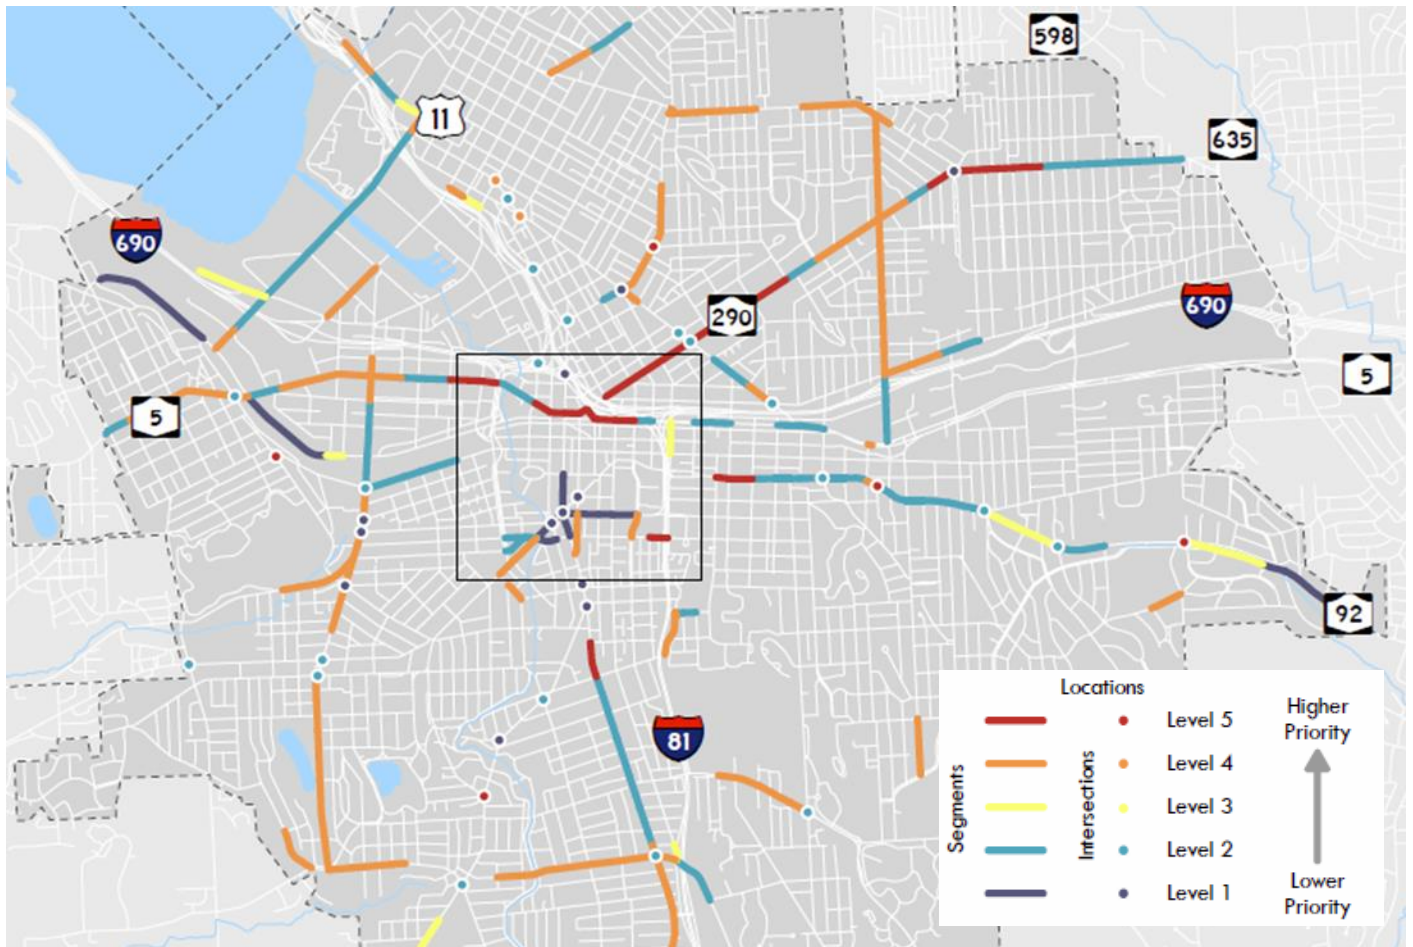 598
11
635
690
690
290
5
5
92
81
Locations
Segments
Intersections
Level 5
Level 4
Level 3
Level 2
Level 1
Higher
Priority
Lower
Priority